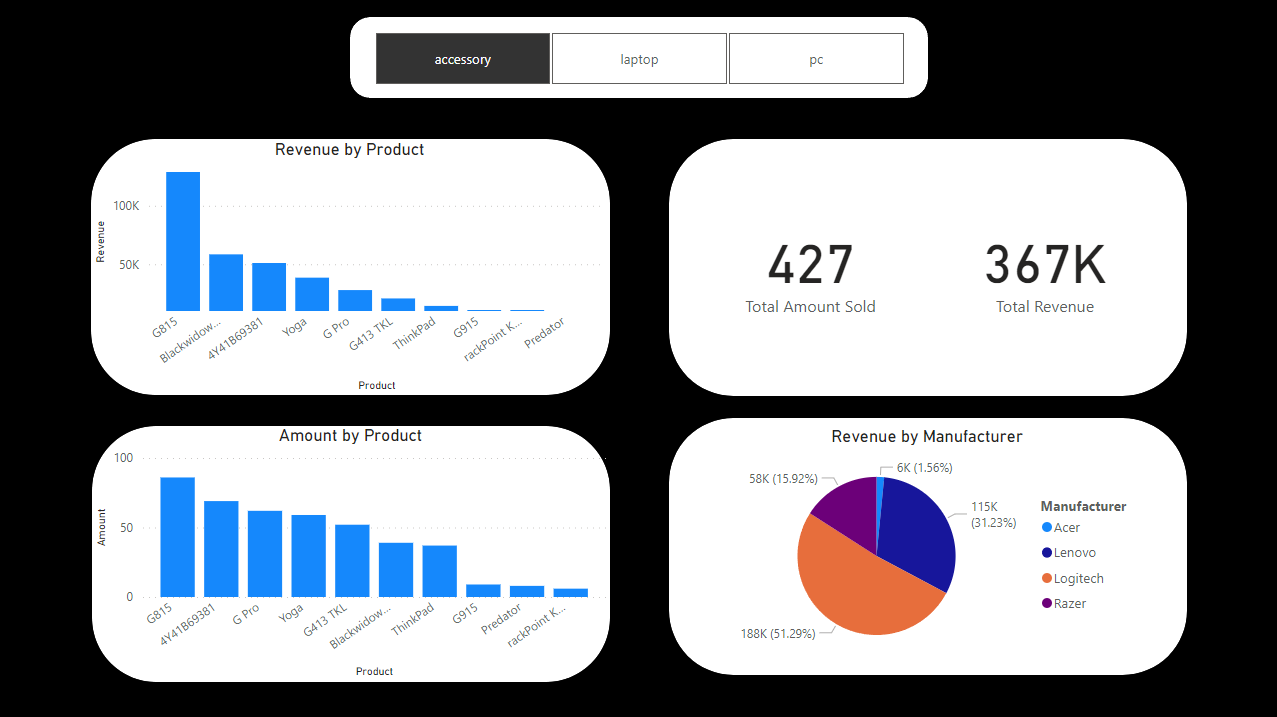 accessory
laptop
pc
Revenue by Product
Revenue
100K
50K
G815
Blackwidow...
4Y41B69381
Yoga
G Pro
G413 TKL
ThinkPad
G915
rackPoint K...
Predator
Product
427
Total Amount Sold
367K
Total Revenue
Amount by Product
Amount
100
50
0
G815
4Y41B69381
G Pro
Yoga
G413 TKL
Blackwidow...
ThinkPad
G915
Predator
rackPoint K...
Product
Revenue by Manufacturer
6K (1.56%)
58K (15.92%)
115K
(31.23%)
188K (51.29%)
Manufacturer
Acer
Lenovo
Logitech
Razer